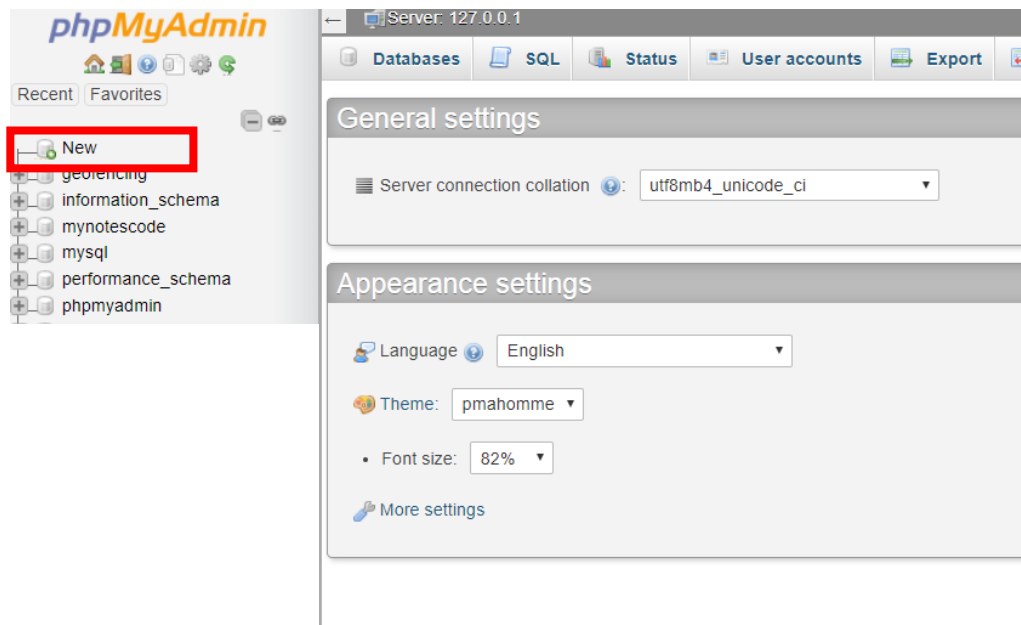 phpMyAdmin
Recent Favorites
New
geofencing
information_schema
mynotescode
mysql
performance_schema
phpmyadmin
Server: 127.0.0.1
Databases SQL Status User accounts Export
General settings
Server connection collation : utf8mb4_unicode_ci
Appearance settings
Language English
Theme: pmahomme
• Font size: 82%
More settings